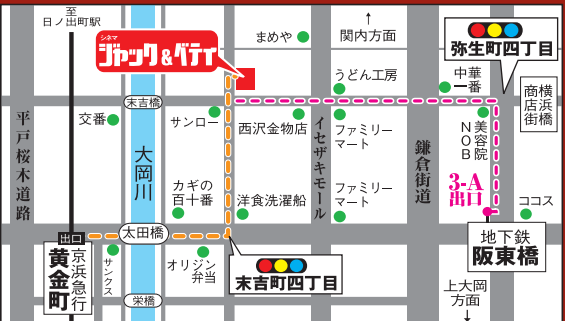 至
日ノ出町駅
シネマ
ジャック&ベティ
まめや
↑
関内方面
弥生町四丁目
うどん工房
中華
一番
横浜橋
商店街
末吉橋
交番
サンロー
西沢金物店
ファミリー
マート
美容院
NOB
平戸桜木道路
大岡川
イセザキモール
鎌倉街道
カギの
百十番
洋食洗濯船
ファミリー
マート
3-A
出口
ココス
太田橋
出口
京浜急行
黄金町
サンクス
オリジン
弁当
末吉町四丁目
地下鉄
阪東橋
上大岡
方面
↓
栄橋